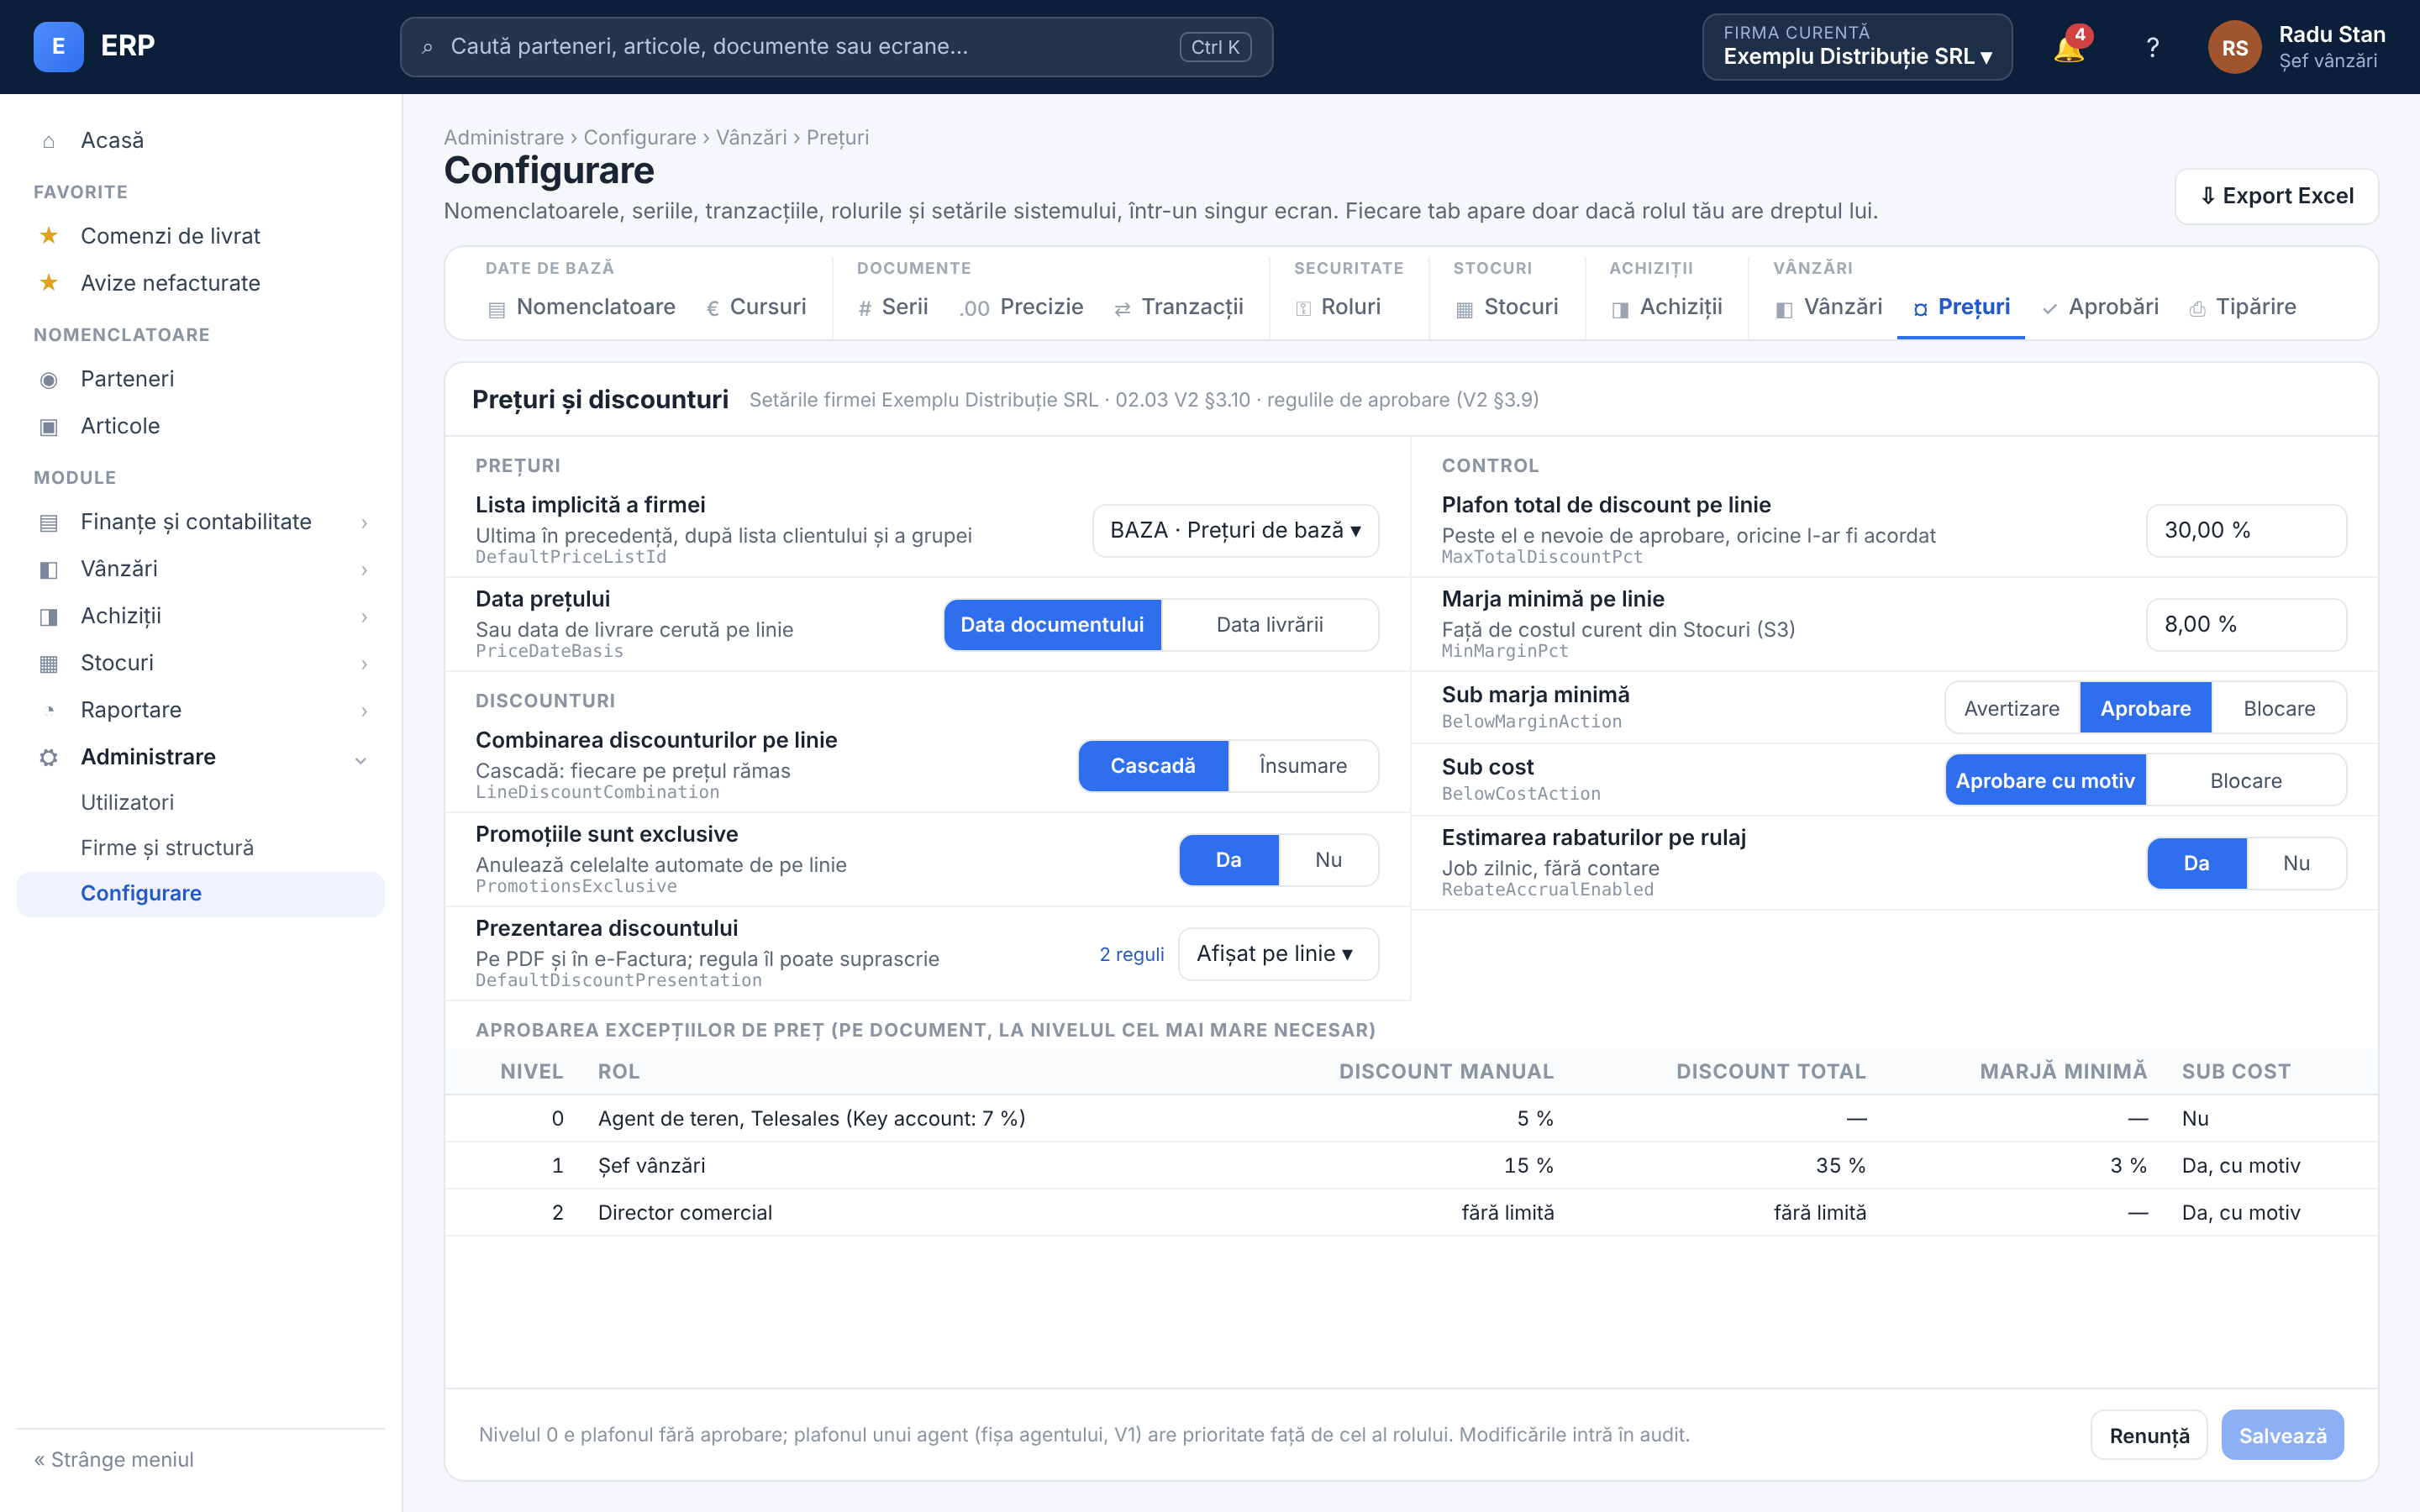 E ERP
Caută parteneri, articole, documente sau ecrane... Ctrl K
FIRMA CURENTĂ
Exemplu Distribuție SRL ▾
4
?
RS
Radu Stan
Șef vânzări
Acasă
FAVORITE
Comenzi de livrat
Avize nefacturate
NOMENCLATOARE
Parteneri
Articole
MODULE
Finanțe și contabilitate
Vânzări
Achiziții
Stocuri
Raportare
Administrare
Utilizatori
Firme și structură
Configurare
« Strânge meniul
Administrare › Configurare › Vânzări › Prețuri
Configurare
Nomenclatoarele, seriile, tranzacțiile, rolurile și setările sistemului, într-un singur ecran. Fiecare tab apare doar dacă rolul tău are dreptul lui.
⇩ Export Excel
DATE DE BAZĂ DOCUMENTE SECURITATE STOCURI ACHIZIȚII VÂNZĂRI
Nomenclatoare € Cursuri # Serii .00 Precizie ⇄ Tranzacții Roluri Stocuri Achiziții Vânzări ¤ Prețuri ✓ Aprobări Tipărire
Prețuri și discounturi Setările firmei Exemplu Distribuție SRL · 02.03 V2 §3.10 · regulile de aprobare (V2 §3.9)
PREȚURI
Lista implicită a firmei
Ultima în precedență, după lista clientului și a grupei
DefaultPriceListId
BAZA · Prețuri de bază ▾
Data prețului
Sau data de livrare cerută pe linie
PriceDateBasis
Data documentului Data livrării
DISCOUNTURI
Combinarea discounturilor pe linie
Cascadă: fiecare pe prețul rămas
LineDiscountCombination
Cascadă Însumare
Promoțiile sunt exclusive
Anulează celelalte automate de pe linie
PromotionsExclusive
Da Nu
Prezentarea discountului
Pe PDF și în e-Factura; regula îl poate suprascrie
DefaultDiscountPresentation
2 reguli Afișat pe linie ▾
CONTROL
Plafon total de discount pe linie
Peste el e nevoie de aprobare, oricine l-ar fi acordat
MaxTotalDiscountPct
30,00 %
Marja minimă pe linie
Față de costul curent din Stocuri (S3)
MinMarginPct
8,00 %
Sub marja minimă
BelowMarginAction
Avertizare Aprobare Blocare
Sub cost
BelowCostAction
Aprobare cu motiv Blocare
Estimarea rabaturilor pe rulaj
Job zilnic, fără contare
RebateAccrualEnabled
Da Nu
APROBAREA EXCEPȚIILOR DE PREȚ (PE DOCUMENT, LA NIVELUL CEL MAI MARE NECESAR)
NIVEL ROL DISCOUNT MANUAL DISCOUNT TOTAL MARJĂ MINIMĂ SUB COST
0 Agent de teren, Telesales (Key account: 7 %) 5 % — — Nu
1 Șef vânzări 15 % 35 % 3 % Da, cu motiv
2 Director comercial fără limită fără limită — Da, cu motiv
Nivelul 0 e plafonul fără aprobare; plafonul unui agent (fișa agentului, V1) are prioritate față de cel al rolului. Modificările intră în audit.
Renunță Salvează